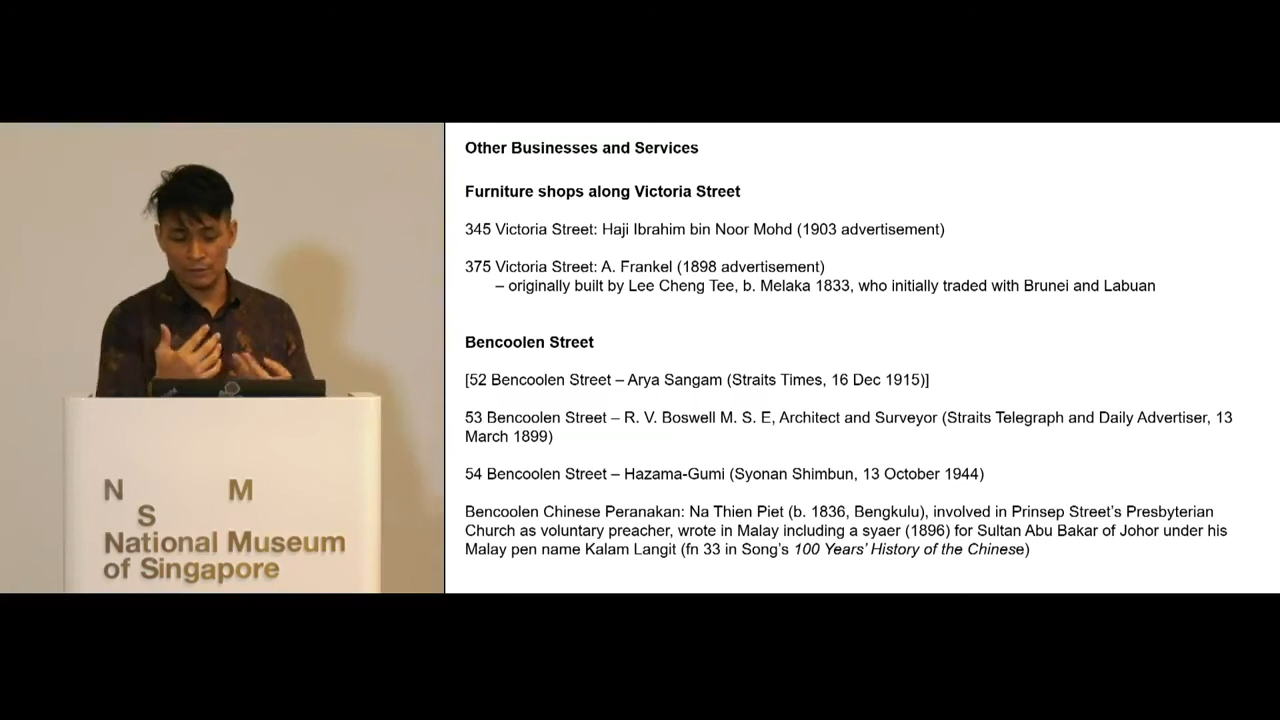 Other Businesses and Services
Furniture shops along Victoria Street
345 Victoria Street: Haji Ibrahim bin Noor Mohd (1903 advertisement)
375 Victoria Street: A. Frankel (1898 advertisement)
– originally built by Lee Cheng Tee, b. Melaka 1833, who initially traded with Brunei and Labuan
Bencoolen Street
[52 Bencoolen Street – Arya Sangam (Straits Times, 16 Dec 1915)]
53 Bencoolen Street – R. V. Boswell M. S. E, Architect and Surveyor (Straits Telegraph and Daily Advertiser, 13
March 1899)
54 Bencoolen Street – Hazama-Gumi (Syonan Shimbun, 13 October 1944)
Bencoolen Chinese Peranakan: Na Thien Piet (b. 1836, Bengkulu), involved in Prinsep Street’s Presbyterian
Church as voluntary preacher, wrote in Malay including a syaer (1896) for Sultan Abu Bakar of Johor under his
Malay pen name Kalam Langit (fn 33 in Song’s 100 Years’ History of the Chinese)
N M
S
National Museum
of Singapore